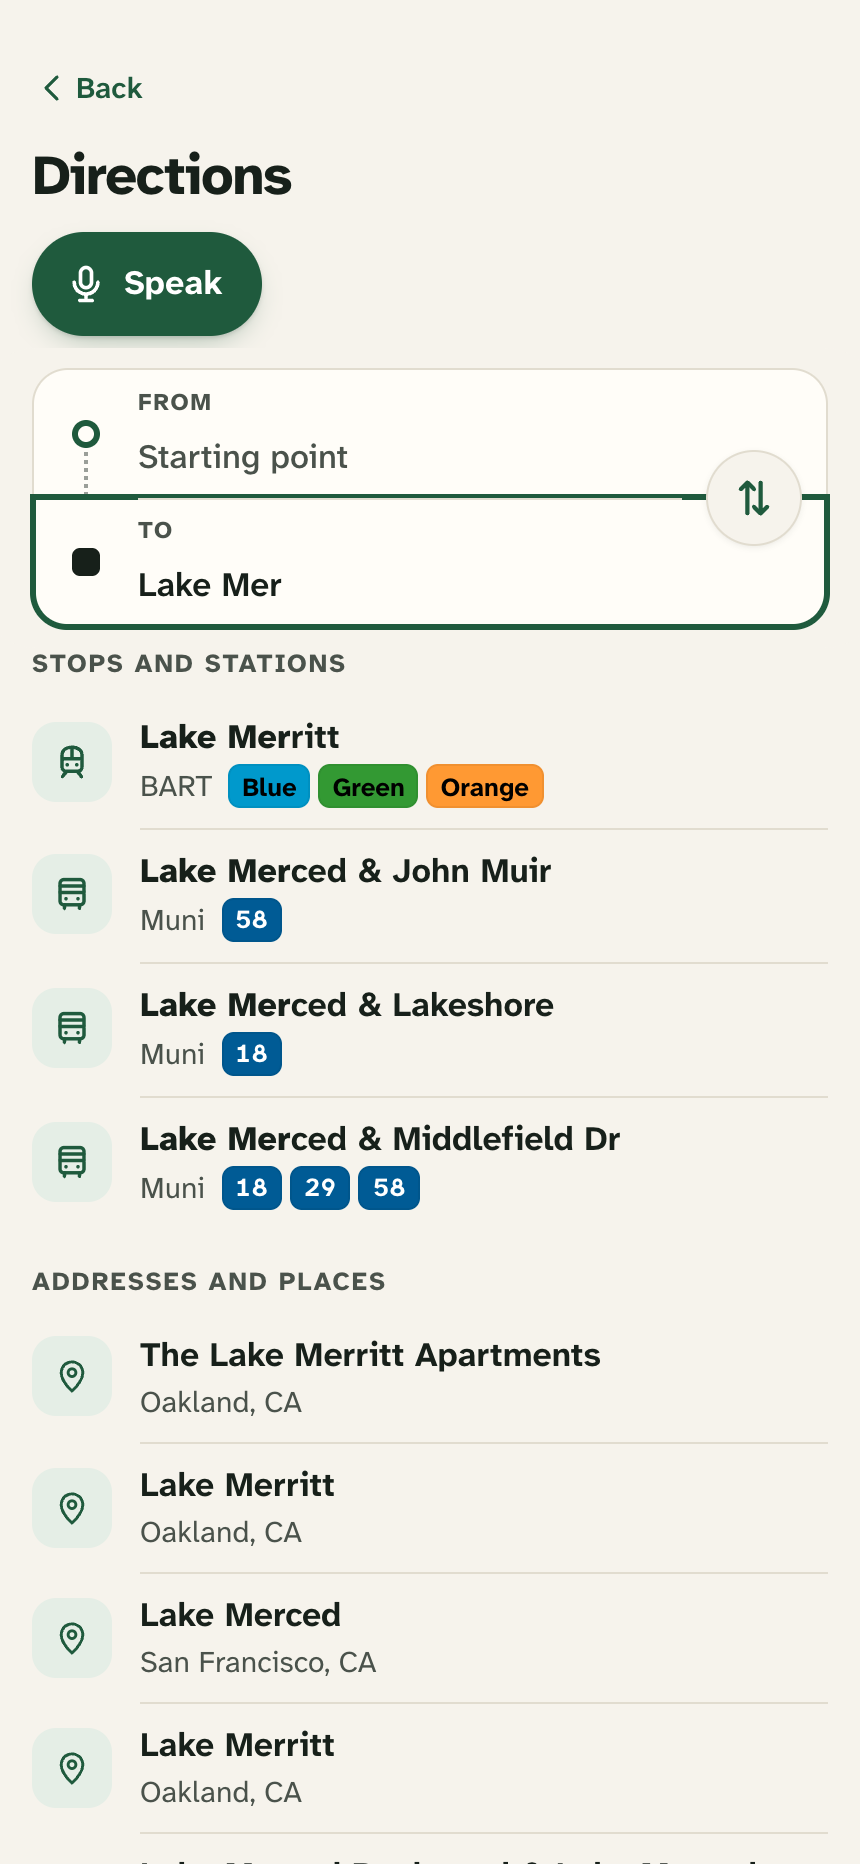 Back
Directions
Speak
FROM
Starting point
TO
Lake Mer
STOPS AND STATIONS
Lake Merritt
BART Blue Green Orange
Lake Merced & John Muir
Muni 58
Lake Merced & Lakeshore
Muni 18
Lake Merced & Middlefield Dr
Muni 18 29 58
ADDRESSES AND PLACES
The Lake Merritt Apartments
Oakland, CA
Lake Merritt
Oakland, CA
Lake Merced
San Francisco, CA
Lake Merritt
Oakland, CA